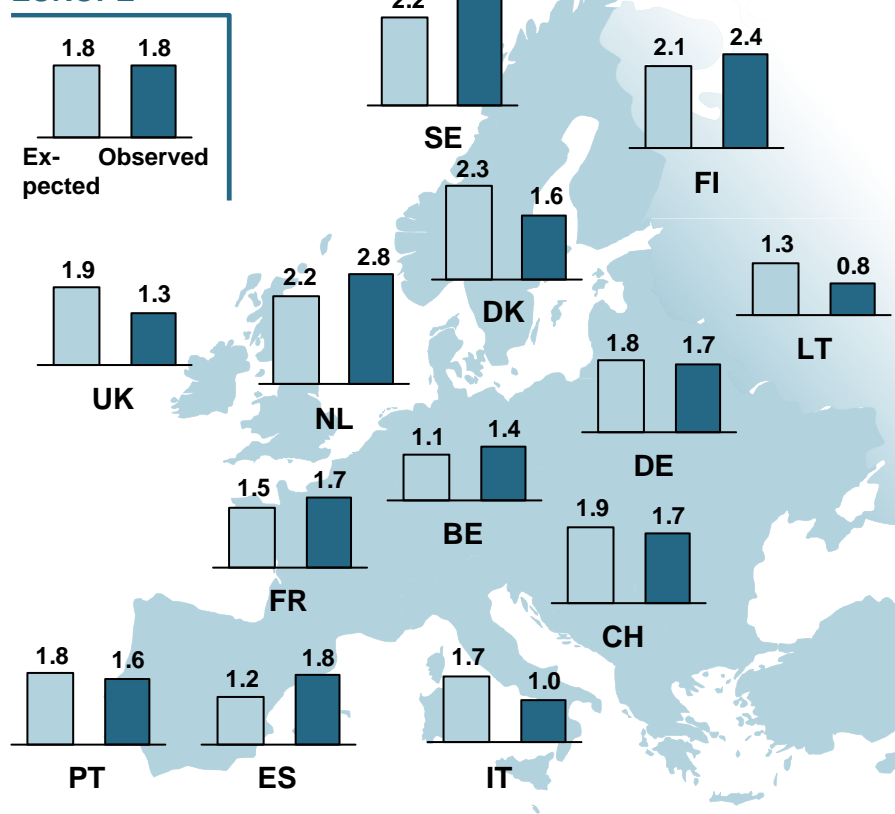 2.2
1.8 1.8
2.1 2.4
Ex-
pected
Observed
SE
FI
2.3 1.6
1.3 0.8
1.9 1.3
2.2 2.8
DK
LT
1.8 1.7
UK
NL
1.1 1.4
DE
1.5 1.7
1.9 1.7
BE
FR
CH
1.8 1.6
1.2 1.8
1.7 1.0
PT
ES
IT